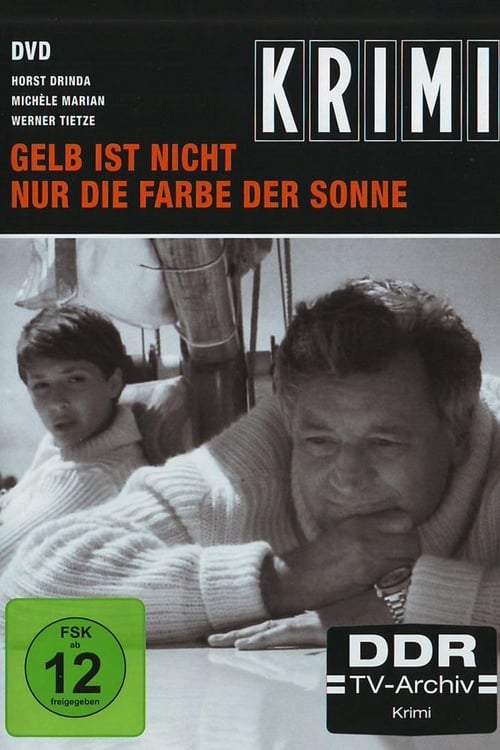 DVD
HORST DRINDA
MICHÈLE MARIAN
WERNER TIETZE
KRIMI
GELB IST NICHT
NUR DIE FARBE DER SONNE
FSK
ab
12
freigegeben
DDR
TV-Archiv
Krimi